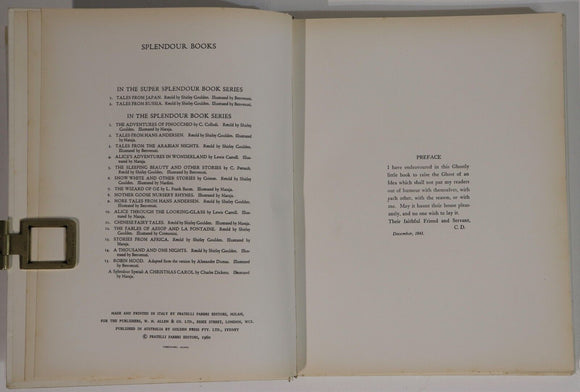 SPLENDOUR BOOKS
IN THE SUPER SPLENDOUR BOOK SERIES
1. TALES FROM JAPAN. Retold by Shirley Goulden. Illustrated by Benvenuti.
2. TALES FROM RUSSIA. Retold by Shirley Goulden. Illustrated by Benvenuti.
IN THE SPLENDOUR BOOK SERIES
1. THE ADVENTURES OF PINOCCHIO by C. Collodi. Retold by Shirley
Goulden. Illustrated by Maraja.
2. TALES FROM HANS ANDERSEN. Retold by Shirley Goulden. Illustrated
by Maraja.
3. TALES FROM THE ARABIAN NIGHTS. Retold by Shirley Goulden.
Illustrated by Benvenuti.
4. ALICE'S ADVENTURES IN WONDERLAND by Lewis Carroll. Illus-
trated by Maraja.
5. THE SLEEPING BEAUTY AND OTHER STORIES by C. Perrault.
Retold by Shirley Goulden. Illustrated by Benvenuti.
6. SNOW WHITE AND OTHER STORIES by Grimm. Retold by Shirley
Goulden. Illustrated by Nardini.
7. THE WIZARD OF OZ by L. Frank Baum. Illustrated by Maraja.
8. MOTHER GOOSE NURSERY RHYMES. Illustrated by Maraja.
9. MORE TALES FROM HANS ANDERSEN. Retold by Shirley Goulden.
Illustrated by Benvenuti.
10. ALICE THROUGH THE LOOKING-GLASS by Lewis Carroll. Illus-
trated by Maraja.
11. CHINESE FAIRY TALES. Retold by Shirley Goulden. Illustrated by Maraja.
12. THE FABLES OF AESOP AND LA FONTAINE. Retold by Shirley
Goulden. Illustrated by
13. STORIES FROM AFRICA. Retold by Shirley Goulden. Illustrated by
Maraja.
14. A THOUSAND AND ONE NIGHTS. Retold by Shirley Goulden. Illus-
trated by Benvenuti.
15. ROBIN HOOD. Adapted from the version by Alexandre Dumas. Illustrated
by Benvenuti.
A Splendour Special: A CHRISTMAS CAROL by Charles Dickens. Illustrated
by Maraja.
MADE AND PRINTED IN ITALY BY FRATELLI FABBRI EDITORI, MILAN,
FOR THE PUBLISHERS, W. H. ALLEN & CO. LTD., ESSEX STREET, LONDON, WC2.
PUBLISHED IN AUSTRALIA BY GOLDEN PRESS PTY. LTD., SYDNEY
© FRATELLI FABBRI EDITORI, 1960
PREFACE
I have endeavoured in this Ghostly
little book to raise the Ghost of an
Idea which shall not put my readers
out of humour with themselves, with
each other, with the season, or with
me. May it haunt their house pleas-
antly, and no one wish to lay it.
Their faithful Friend and Servant,
C. D.
December, 1843.